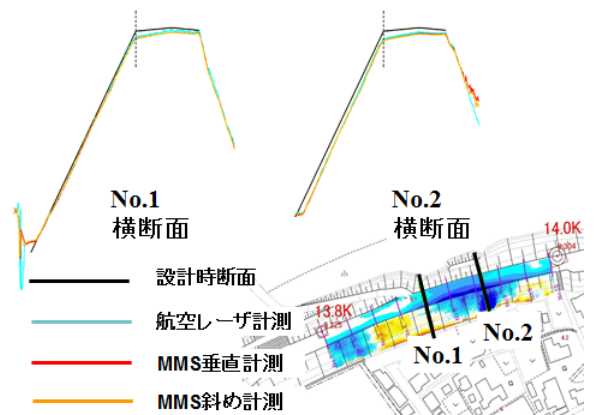 No.1
横断面
No.2
横断面
設計時断面
航空レーザ計測
MMS垂直計測
MMS斜め計測
14.0K
13.8K
No.1
No.2